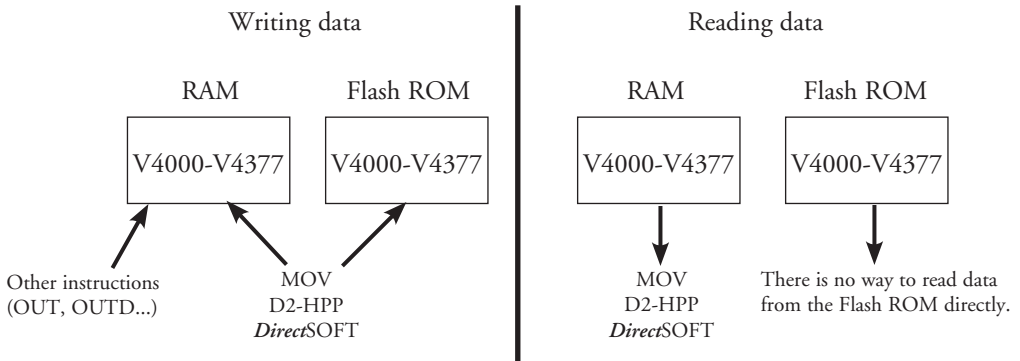 Writing data
Reading data
RAM
Flash ROM
RAM
Flash ROM
V4000-V4377
V4000-V4377
V4000-V4377
V4000-V4377
Other instructions
(OUT, OUTD...)
MOV
D2-HPP
DirectSOFT
MOV
D2-HPP
DirectSOFT
There is no way to read data
from the Flash ROM directly.